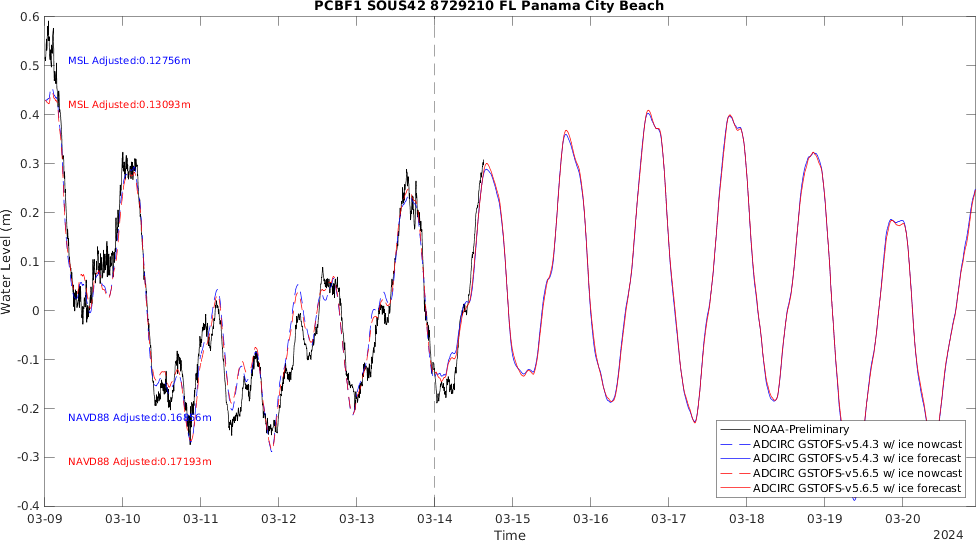 PCBF1 SOUS42 8729210 FL Panama City Beach
0.6
0.5
0.4
0.3
0.2
0.1
0
-0.1
-0.2
-0.3
-0.4
Water Level (m)
MSL Adjusted:0.12756m
MSL Adjusted:0.13093m
NAVD88 Adjusted:0.16856m
NAVD88 Adjusted:0.17193m
NOAA-Preliminary
ADCIRC GSTOFS-v5.4.3 w/ ice nowcast
ADCIRC GSTOFS-v5.4.3 w/ ice forecast
ADCIRC GSTOFS-v5.6.5 w/ ice nowcast
ADCIRC GSTOFS-v5.6.5 w/ ice forecast
03-09 03-10 03-11 03-12 03-13 03-14 03-15 03-16 03-17 03-18 03-19 03-20
Time
2024